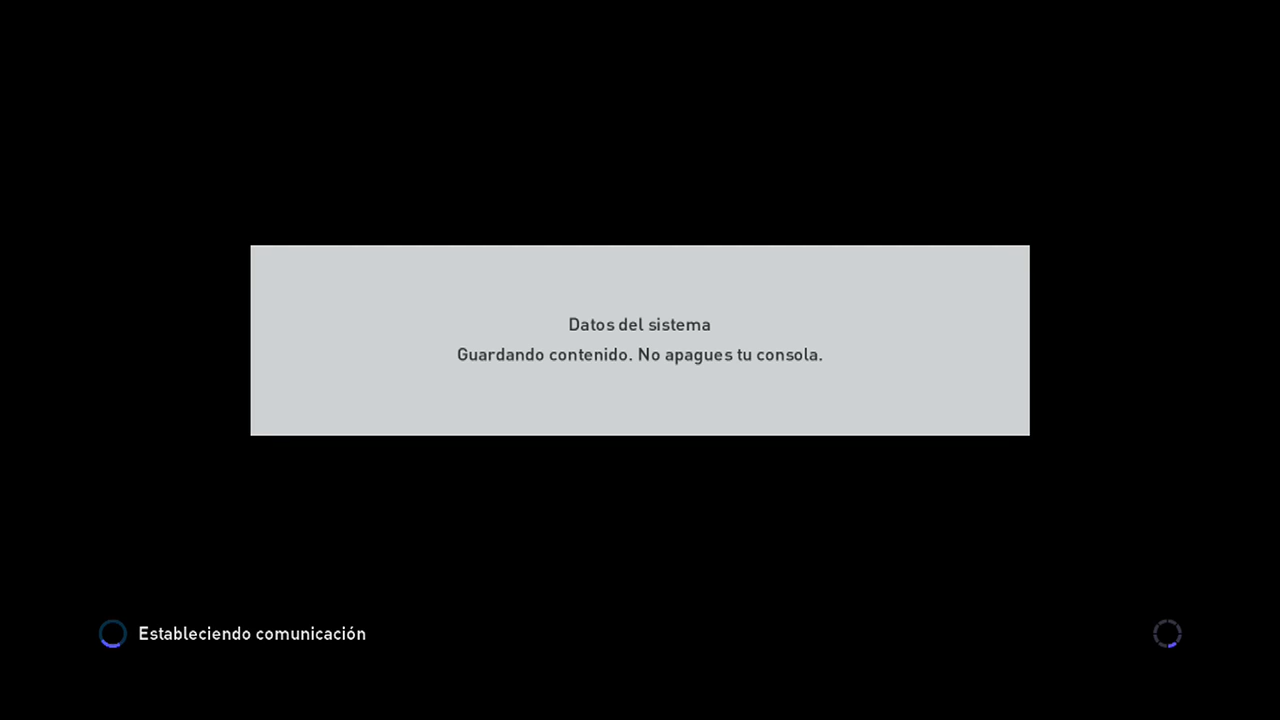 Datos del sistema
Guardando contenido. No apagues tu consola.
Estableciendo comunicación